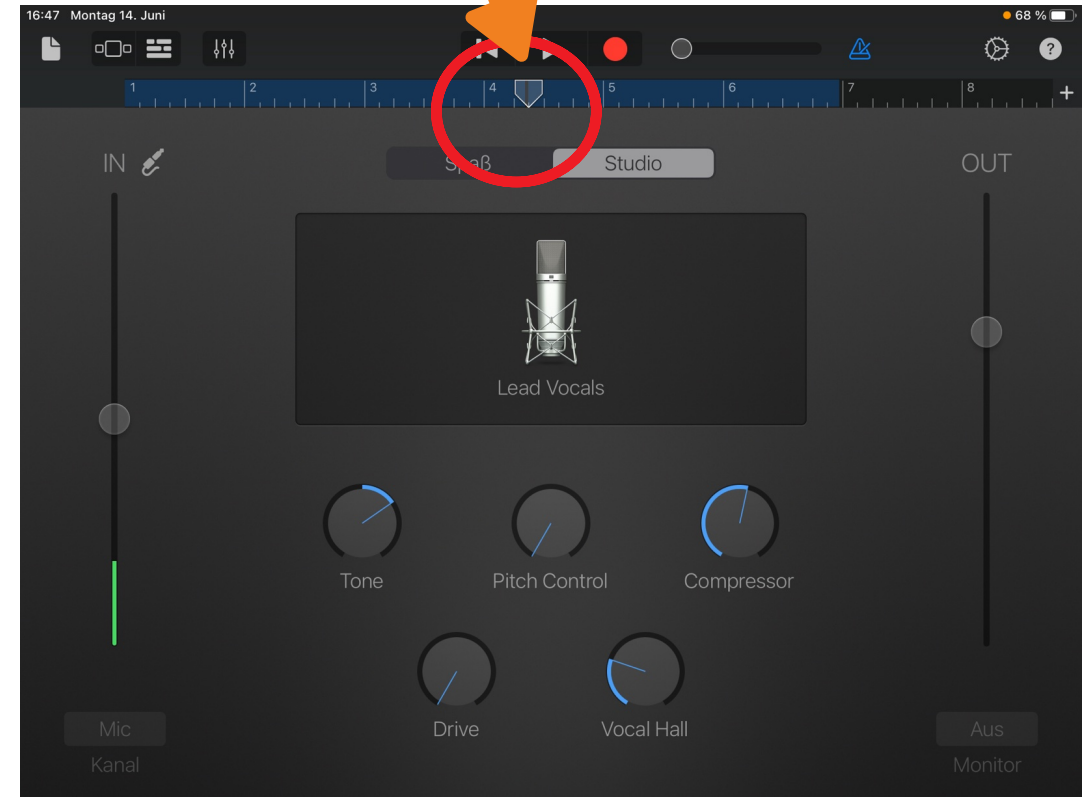 16:47 Montag 14. Juni
68 %
?
1 2 3 4 5 6 7 8 +
IN
Spaß Studio
OUT
Lead Vocals
Tone Pitch Control Compressor
Drive Vocal Hall
Mic Aus
Kanal Monitor